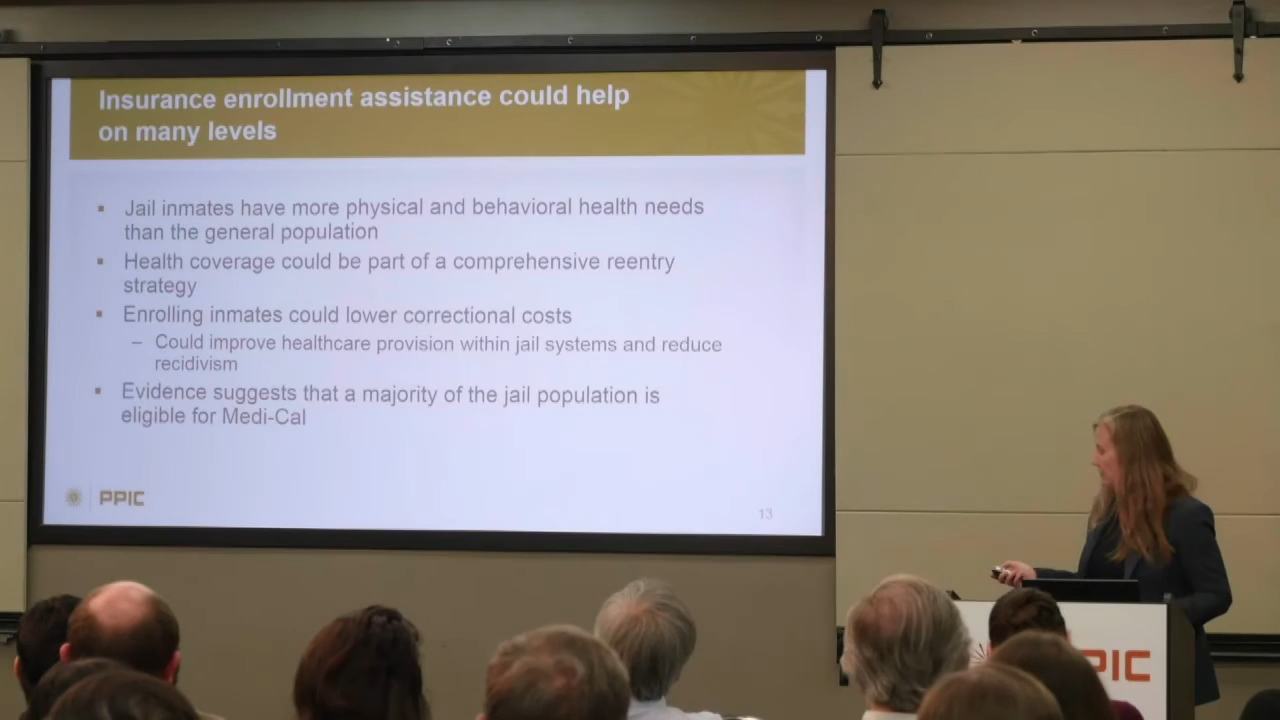 Insurance enrollment assistance could help
on many levels
▪ Jail inmates have more physical and behavioral health needs
than the general population
▪ Health coverage could be part of a comprehensive reentry
strategy
▪ Enrolling inmates could lower correctional costs
– Could improve healthcare provision within jail systems and reduce
recidivism
▪ Evidence suggests that a majority of the jail population is
eligible for Medi-Cal
PPIC
13
PIC